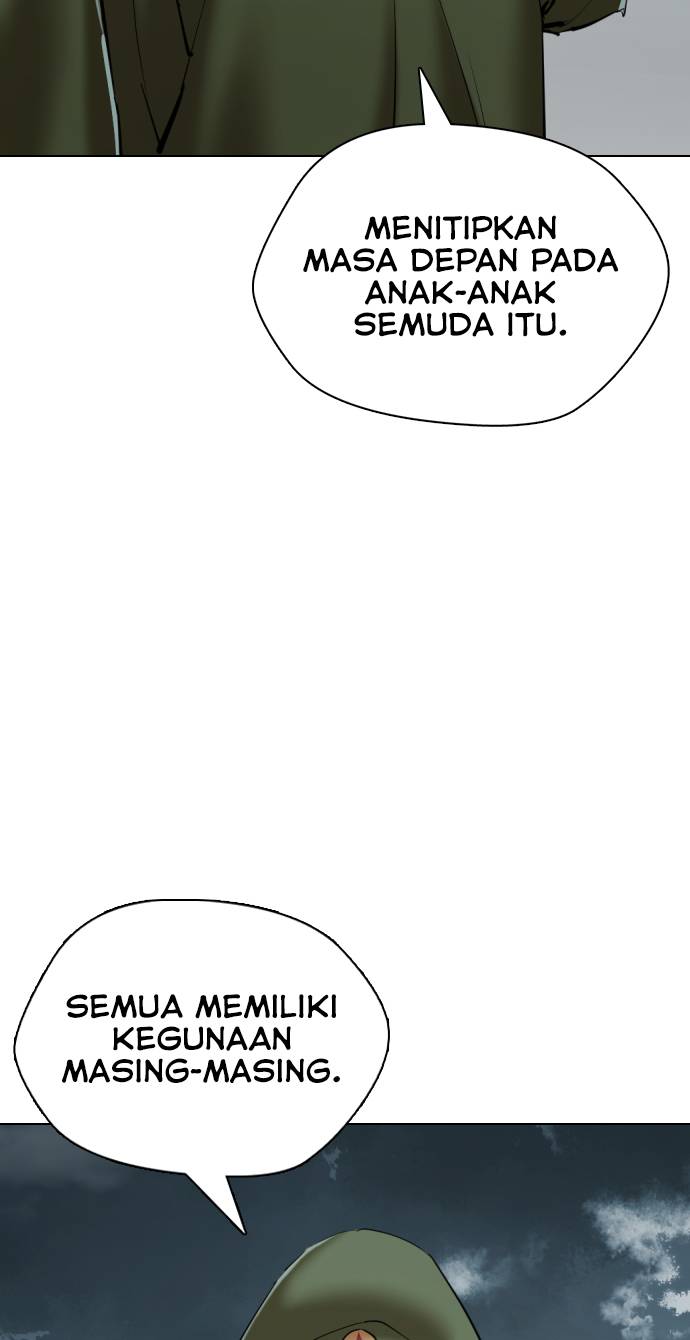 MENITIPKAN
MASA DEPAN PADA
ANAK-ANAK
SEMUDA ITU.
SEMUA MEMILIKI
KEGUNAAN
MASING-MASING.